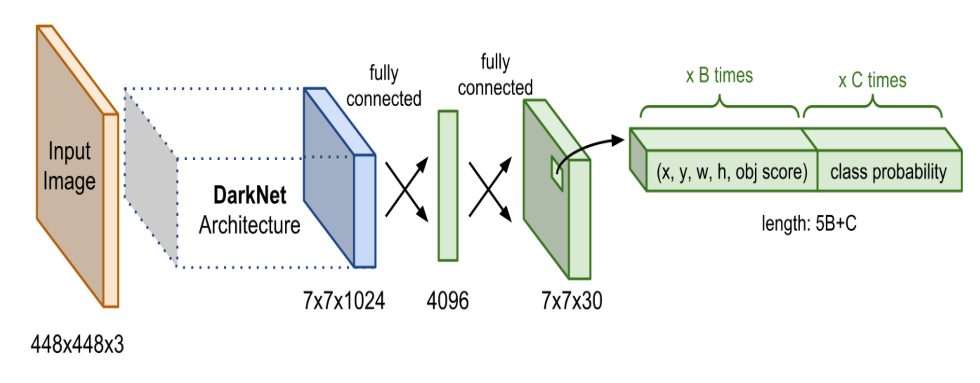 Input
Image
448x448x3
DarkNet
Architecture
7x7x1024
fully
connected
4096
fully
connected
7x7x30
x B times
x C times
(x, y, w, h, obj score)
class probability
length: 5B+C